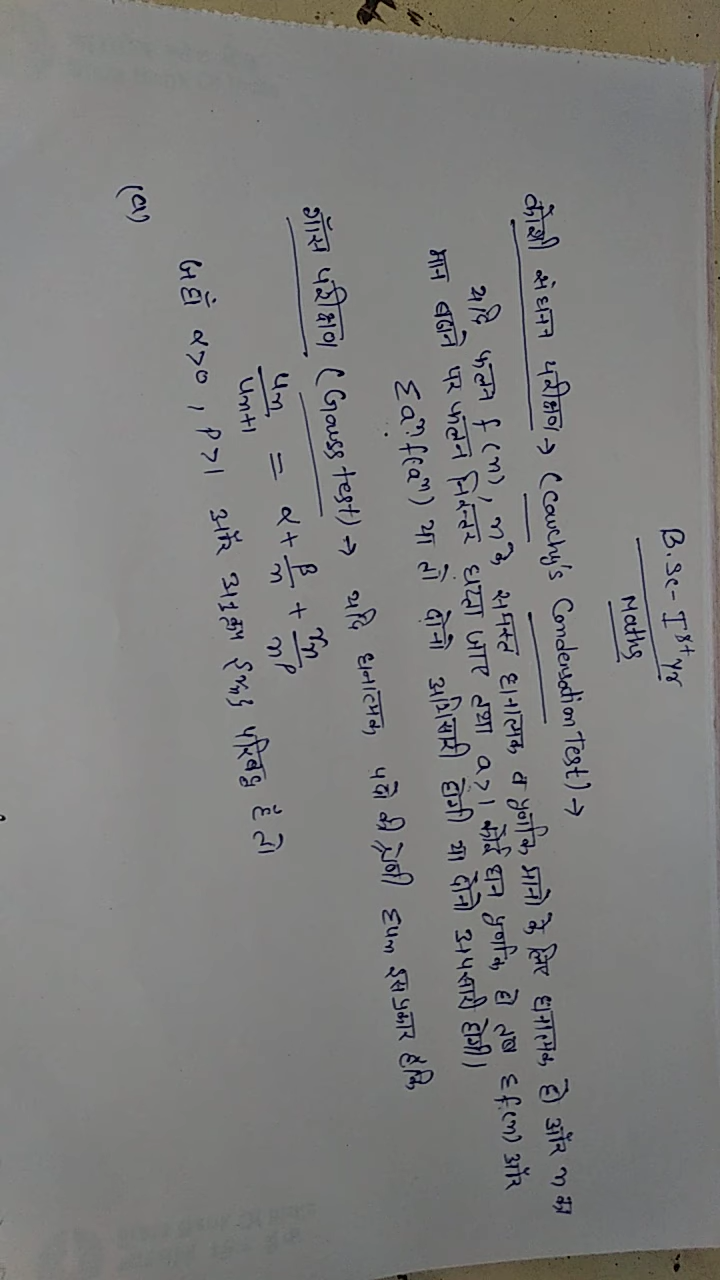 B.Sc-Ist yr
Maths
कोशी संघनन परीक्षण → (Cauchy's Condensation Test) →
यदि फलन f(n), n के समस्त धनात्मक व पूर्णांक मानो के लिए धनात्मक हो और n का
मान बढ़ने पर फलन निरन्तर घटता जाए तथा a>1 कोई धन पूर्णांक हो तब Σf(n) और
Σaⁿ.f(aⁿ) या तो दोनो अभिसारी होंगी या दोनो अपसारी होंगी।
गॉस परीक्षण (Gauss test) → यदि धनात्मक पदो की श्रेणी Σun इस प्रकार है कि
un/un+1 = α + β/n + γn/n^p
जहाँ α>0, p>1 और अनुक्रम {γn} परिबद्ध है तो
(a)